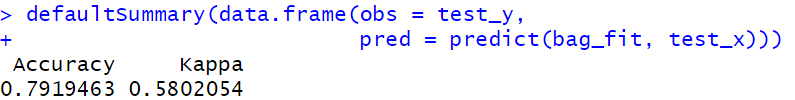 > defaultSummary(data.frame(obs = test_y,
+                           pred = predict(bag_fit, test_x)))
 Accuracy     Kappa
0.7919463 0.5802054